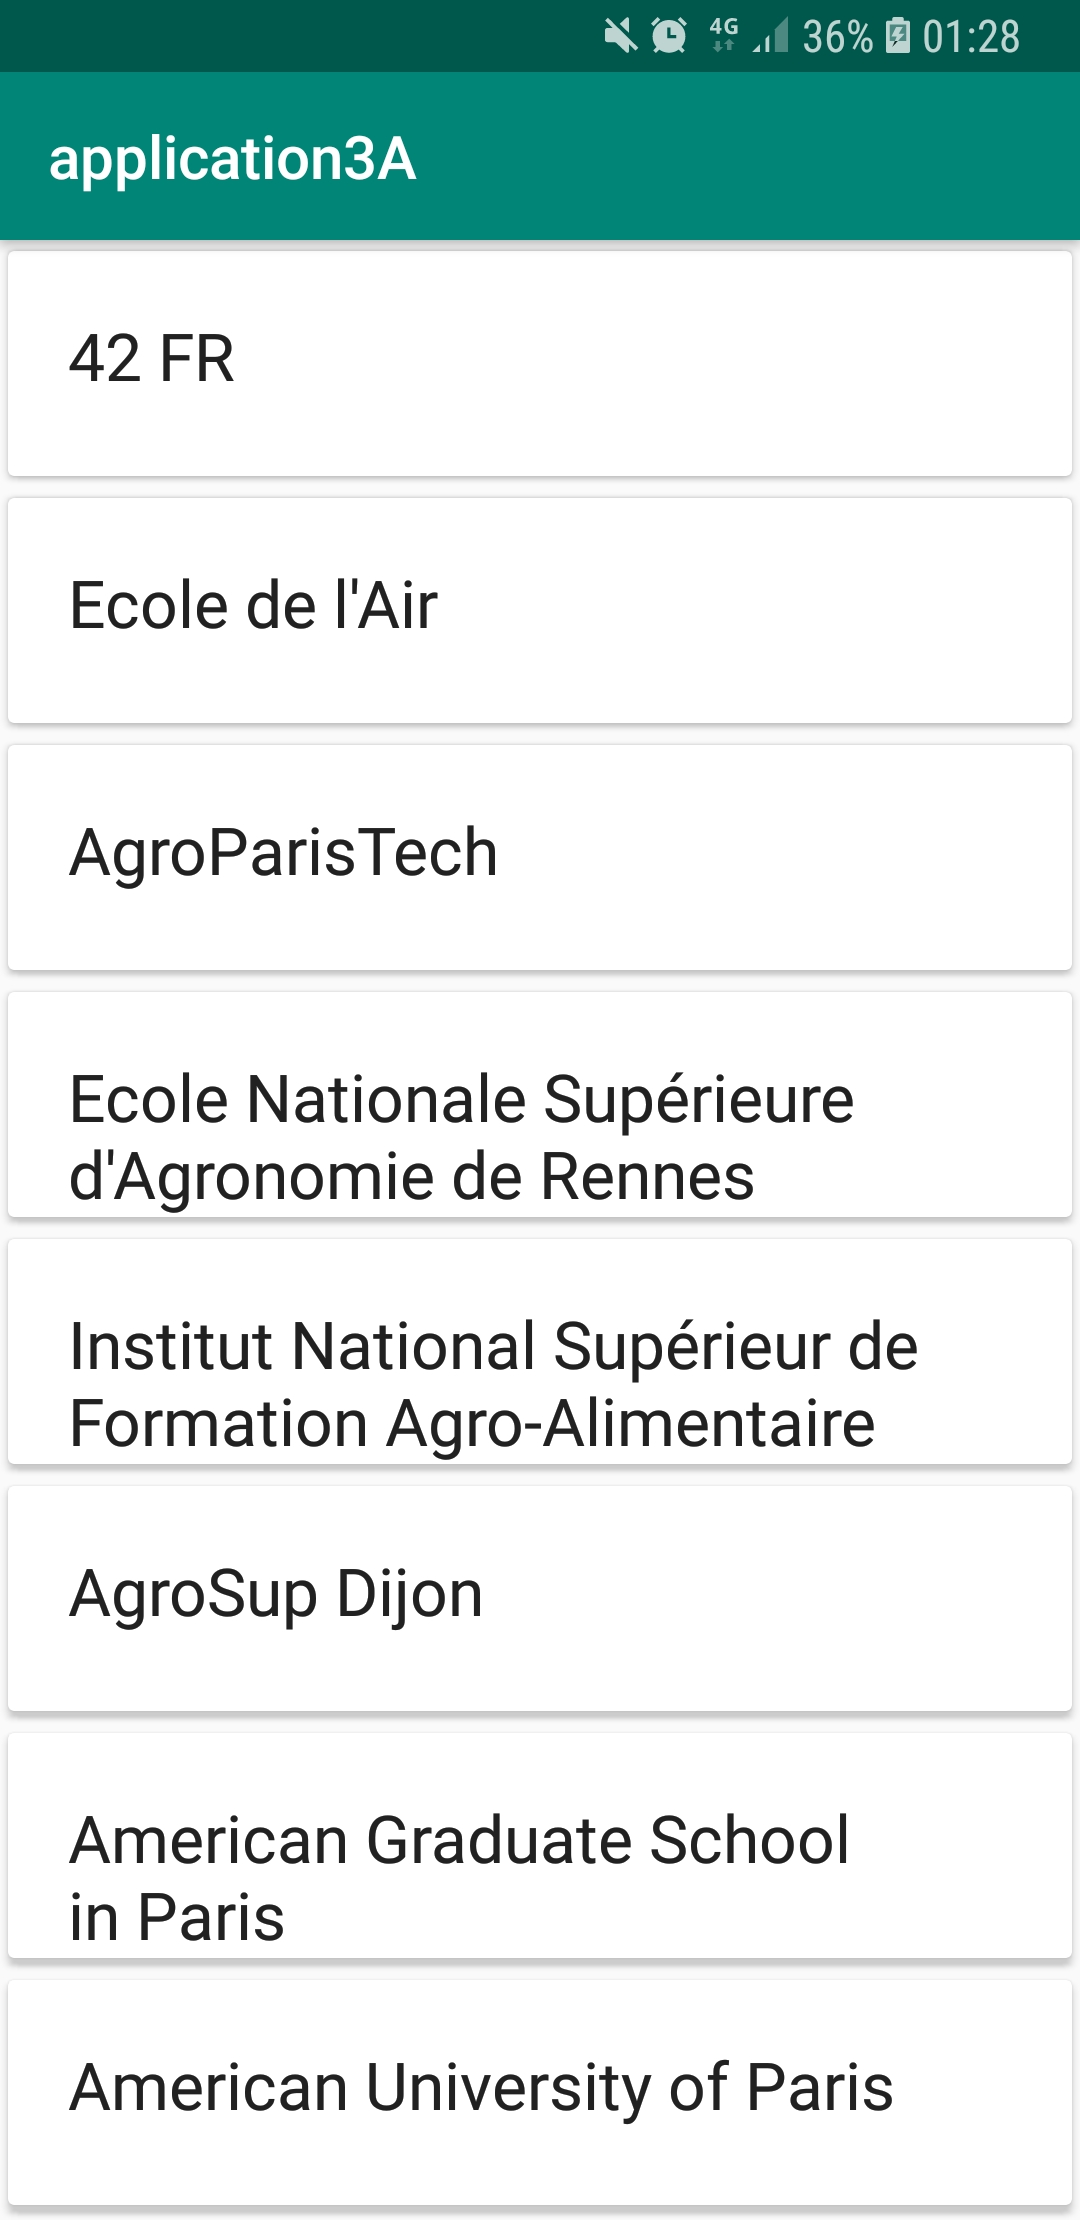 4G 36% 01:28
application3A
42 FR
Ecole de l'Air
AgroParisTech
Ecole Nationale Supérieure
d'Agronomie de Rennes
Institut National Supérieur de
Formation Agro-Alimentaire
AgroSup Dijon
American Graduate School
in Paris
American University of Paris